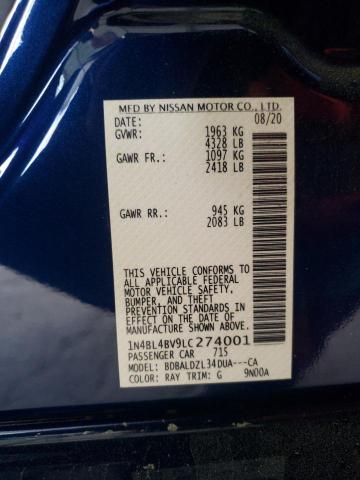 MFD BY NISSAN MOTOR CO., LTD.
DATE: 08/20
GVWR: 1963 KG
4328 LB
GAWR FR.: 1097 KG
2418 LB
GAWR RR.: 945 KG
2083 LB
THIS VEHICLE CONFORMS TO
ALL APPLICABLE FEDERAL
MOTOR VEHICLE SAFETY,
BUMPER, AND THEFT
PREVENTION STANDARDS IN
EFFECT ON THE DATE OF
MANUFACTURE SHOWN ABOVE.
1N4BL4BV9LC274001
PASSENGER CAR 715
MODEL: BDBALDZL34DUA---CA
COLOR: RAY TRIM: G 9N00A